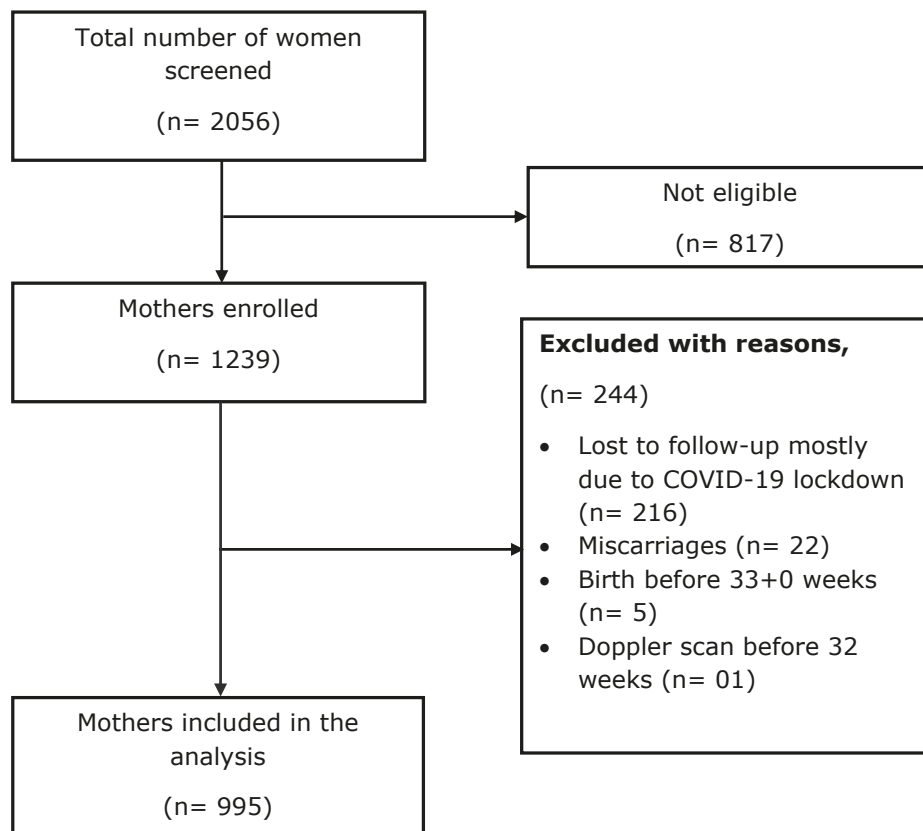 Total number of women
screened
(n= 2056)
Not eligible
(n= 817)
Mothers enrolled
(n= 1239)
Excluded with reasons,
(n= 244)
• Lost to follow-up mostly
due to COVID-19 lockdown
(n= 216)
• Miscarriages (n= 22)
• Birth before 33+0 weeks
(n= 5)
• Doppler scan before 32
weeks (n= 01)
Mothers included in the
analysis
(n= 995)